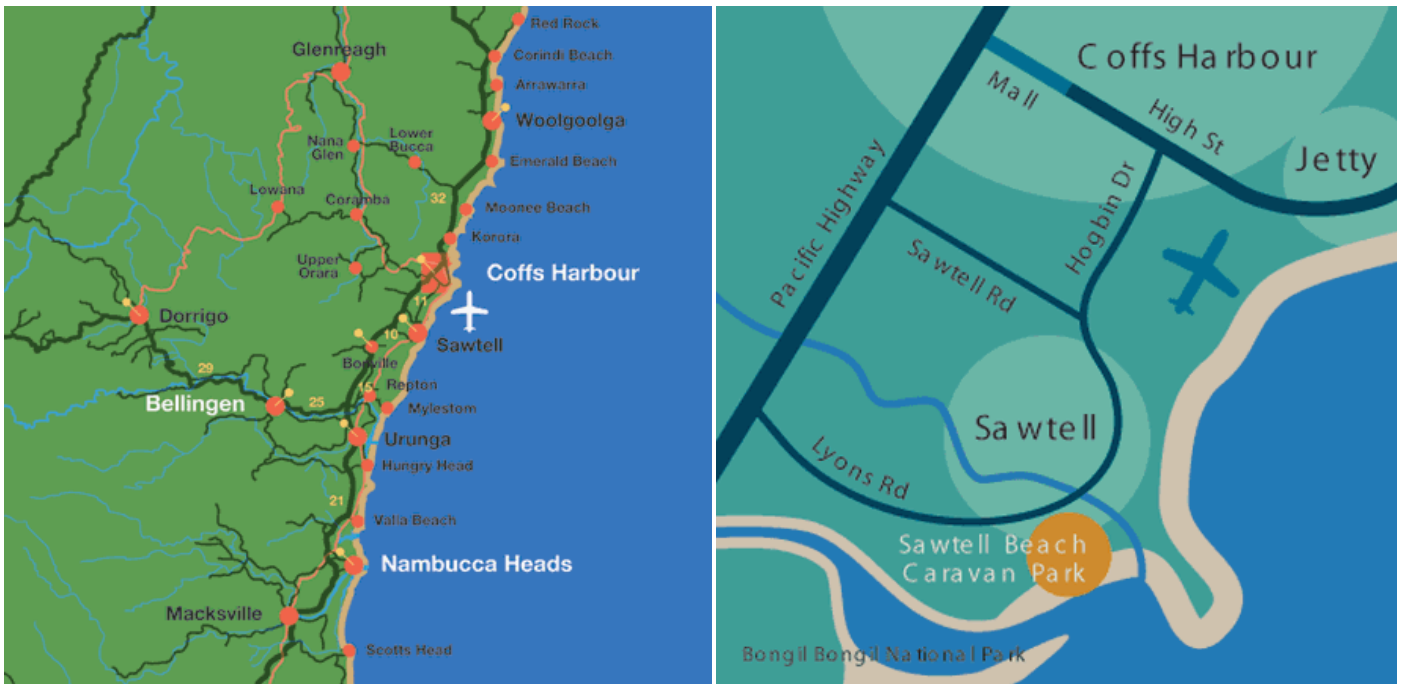 Red Rock
Glenreagh
Corindi Beach
Arrawarra
Woolgoolga
Nana
Glen
Lower
Bucca
Emerald Beach
Lowana
Coramba
32
Moonee Beach
Korora
Upper
Orara
Coffs Harbour
11
Dorrigo
10
Sawtell
Bonville
29
15
Repton
Bellingen
25
Mylestom
Urunga
Hungry Head
21
Valla Beach
Nambucca Heads
Macksville
Scotts Head
Coffs Harbour
Mall
High St
Jetty
Pacific Highway
Hogbin Dr
Sawtell Rd
Sawtell
Lyons Rd
Sawtell Beach
Caravan Park
Bongil Bongil National Park